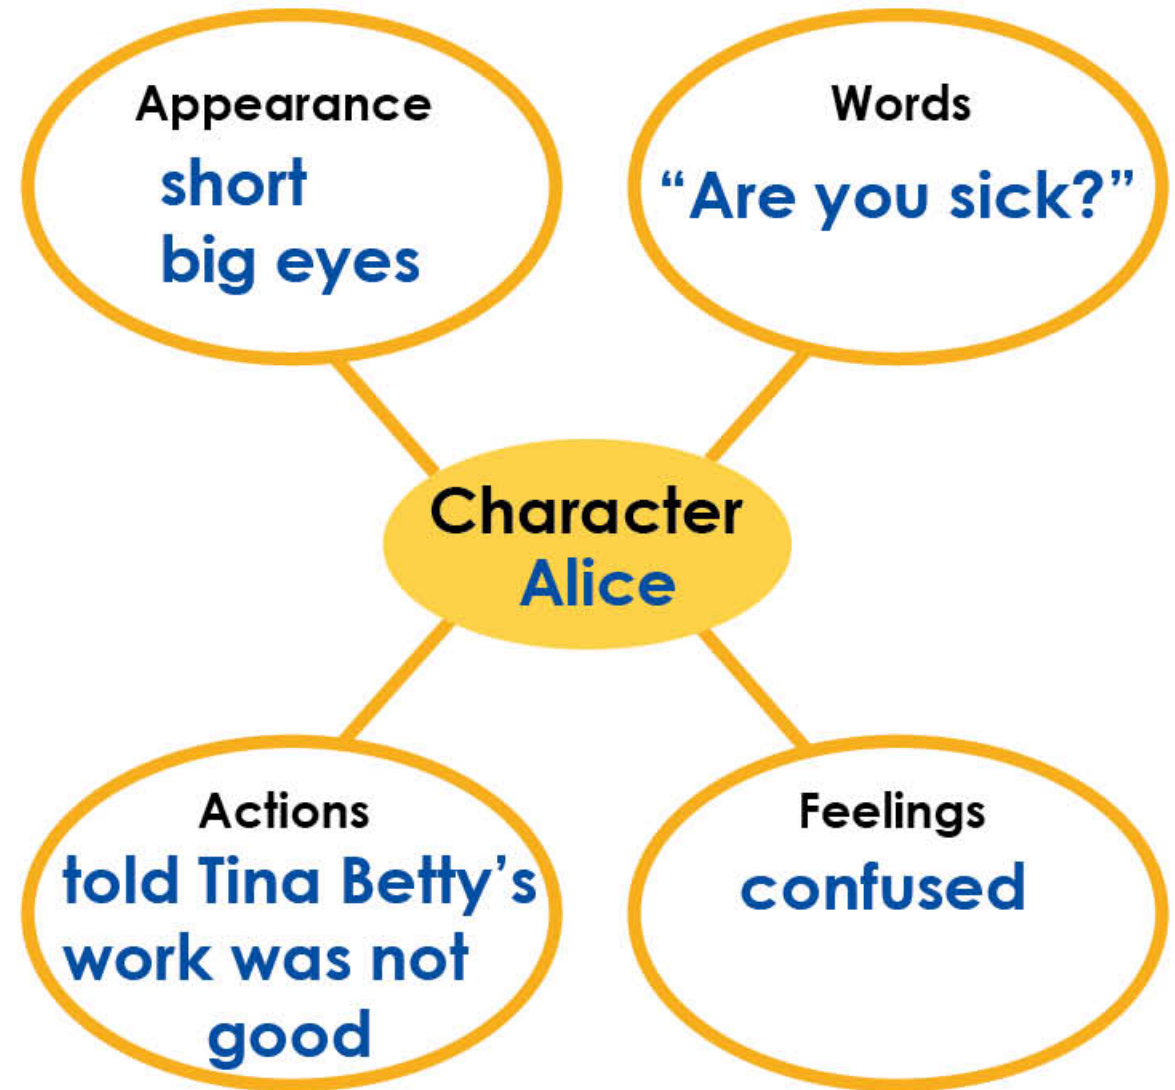 Appearance
short
big eyes
Words
“Are you sick?”
Character
Alice
Actions
told Tina Betty’s
work was not
good
Feelings
confused